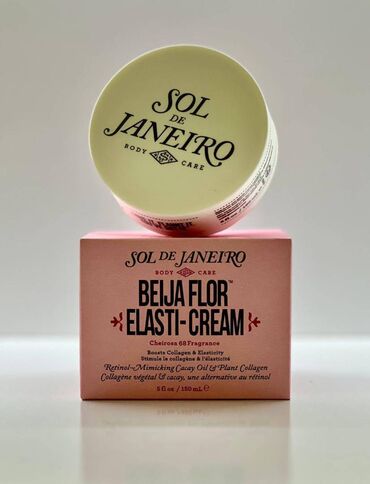 SOL
DE
JANEIRO
BODY CARE
SOL DE JANEIRO
BODY CARE
BEIJA FLOR™
ELASTI-CREAM
Cheirosa 68 Fragrance
Boosts Collagen & Elasticity
Stimule le collagène & l'élasticité
Retinol-Mimicking Cacay Oil & Plant Collagen
Collagène végétal & cacay, une alternative au rétinol
5 fl oz / 150 mL ℮